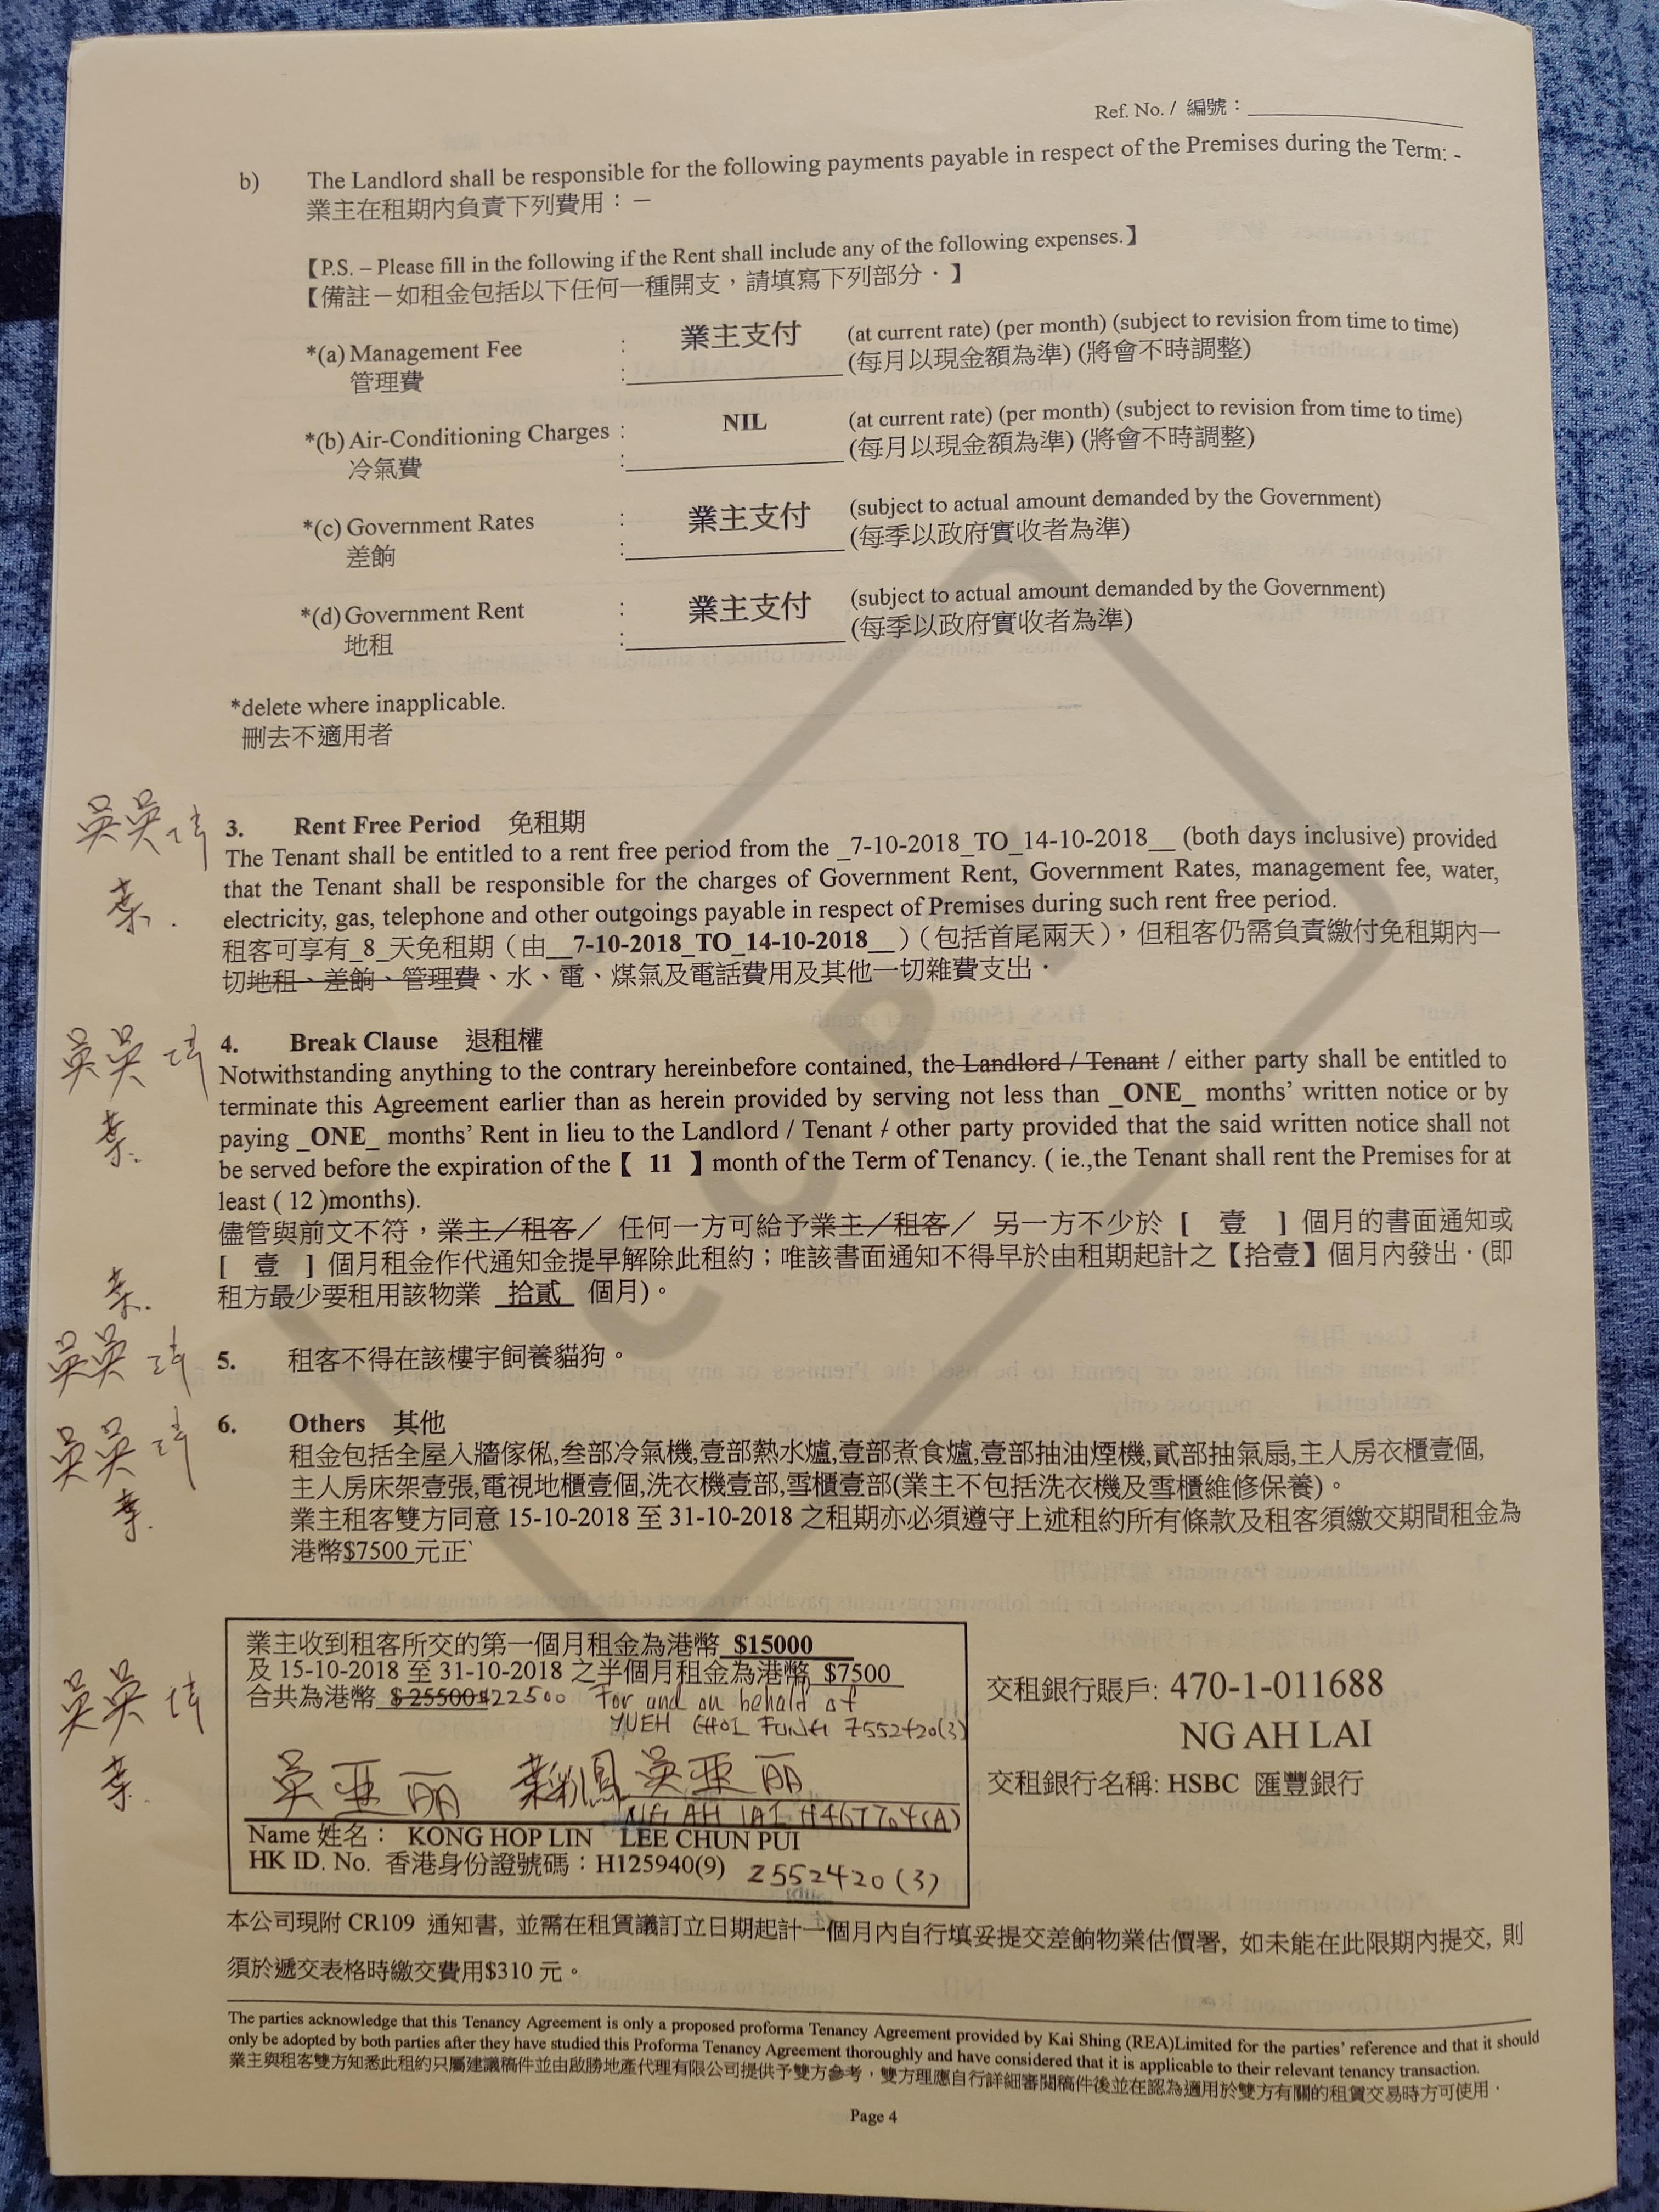 Ref. No. / 編號：
b) The Landlord shall be responsible for the following payments payable in respect of the Premises during the Term: -
業主在租期內負責下列費用：－
【P.S. – Please fill in the following if the Rent shall include any of the following expenses.】
【備註－如租金包括以下任何一種開支，請填寫下列部分．】
*(a) Management Fee : 業主支付 (at current rate) (per month) (subject to revision from time to time)
管理費 : (每月以現金額為準) (將會不時調整)
*(b) Air-Conditioning Charges : NIL (at current rate) (per month) (subject to revision from time to time)
冷氣費 : (每月以現金額為準) (將會不時調整)
*(c) Government Rates : 業主支付 (subject to actual amount demanded by the Government)
差餉 : (每季以政府實收者為準)
*(d) Government Rent : 業主支付 (subject to actual amount demanded by the Government)
地租 : (每季以政府實收者為準)
*delete where inapplicable.
刪去不適用者
3. Rent Free Period 免租期
The Tenant shall be entitled to a rent free period from the _7-10-2018_TO_14-10-2018__ (both days inclusive) provided
that the Tenant shall be responsible for the charges of Government Rent, Government Rates, management fee, water,
electricity, gas, telephone and other outgoings payable in respect of Premises during such rent free period.
租客可享有_8_天免租期（由__7-10-2018_TO_14-10-2018__）（包括首尾兩天），但租客仍需負責繳付免租期內一
切地租、差餉、管理費、水、電、煤氣及電話費用及其他一切雜費支出．
4. Break Clause 退租權
Notwithstanding anything to the contrary hereinbefore contained, the Landlord / Tenant / either party shall be entitled to
terminate this Agreement earlier than as herein provided by serving not less than _ONE_ months’ written notice or by
paying _ONE_ months’ Rent in lieu to the Landlord / Tenant / other party provided that the said written notice shall not
be served before the expiration of the【 11 】month of the Term of Tenancy. ( ie.,the Tenant shall rent the Premises for at
least ( 12 )months).
儘管與前文不符，業主／租客／ 任何一方可給予業主／租客／ 另一方不少於 [ 壹 ] 個月的書面通知或
[ 壹 ] 個月租金作代通知金提早解除此租約；唯該書面通知不得早於由租期起計之【拾壹】個月內發出．(即
租方最少要租用該物業 拾貳 個月)。
5. 租客不得在該樓宇飼養貓狗。
6. Others 其他
租金包括全屋入牆傢俬,叁部冷氣機,壹部熱水爐,壹部煮食爐,壹部抽油煙機,貳部抽氣扇,主人房衣櫃壹個,
主人房床架壹張,電視地櫃壹個,洗衣機壹部,雪櫃壹部(業主不包括洗衣機及雪櫃維修保養)。
業主租客雙方同意 15-10-2018 至 31-10-2018 之租期亦必須遵守上述租約所有條款及租客須繳交期間租金為
港幣$7500 元正
業主收到租客所交的第一個月租金為港幣 $15000
及 15-10-2018 至 31-10-2018 之半個月租金為港幣 $7500
合共為港幣 $ 25500 $22500 For and on behalf of
YUEH CHOI FUNG Z552420(3)
吳亞丽 葉彩鳳 吳亞丽
NG AH LAI H467704(A)
Name 姓名： KONG HOP LIN LEE CHUN PUI
HK ID. No. 香港身份證號碼：H125940(9) Z552420(3)
交租銀行賬戶: 470-1-011688
NG AH LAI
交租銀行名稱: HSBC 匯豐銀行
本公司現附 CR109 通知書, 並需在租賃議訂立日期起計一個月內自行填妥提交差餉物業估價署, 如未能在此限期內提交, 則
須於遞交表格時繳交費用$310 元。
The parties acknowledge that this Tenancy Agreement is only a proposed proforma Tenancy Agreement provided by Kai Shing (REA)Limited for the parties’ reference and that it should
only be adopted by both parties after they have studied this Proforma Tenancy Agreement thoroughly and have considered that it is applicable to their relevant tenancy transaction.
業主與租客雙方知悉此租約只屬建議稿件並由啟勝地產代理有限公司提供予雙方參考，雙方理應自行詳細審閱稿件後並在認為適用於雙方有關的租賃交易時方可使用．
Page 4
COPY